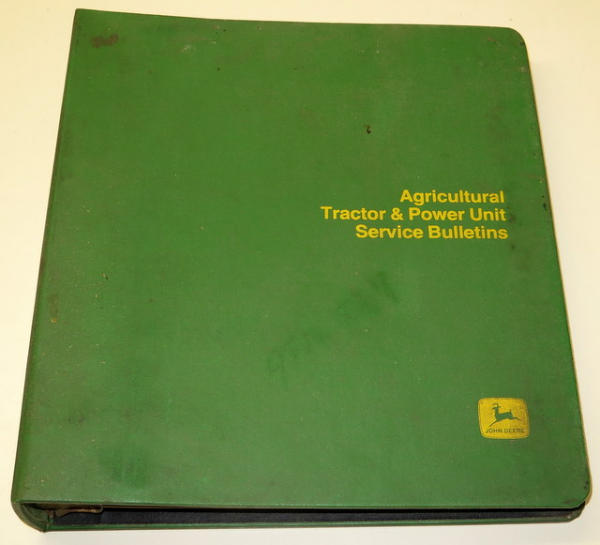 Agricultural
Tractor & Power Unit
Service Bulletins
JOHN DEERE